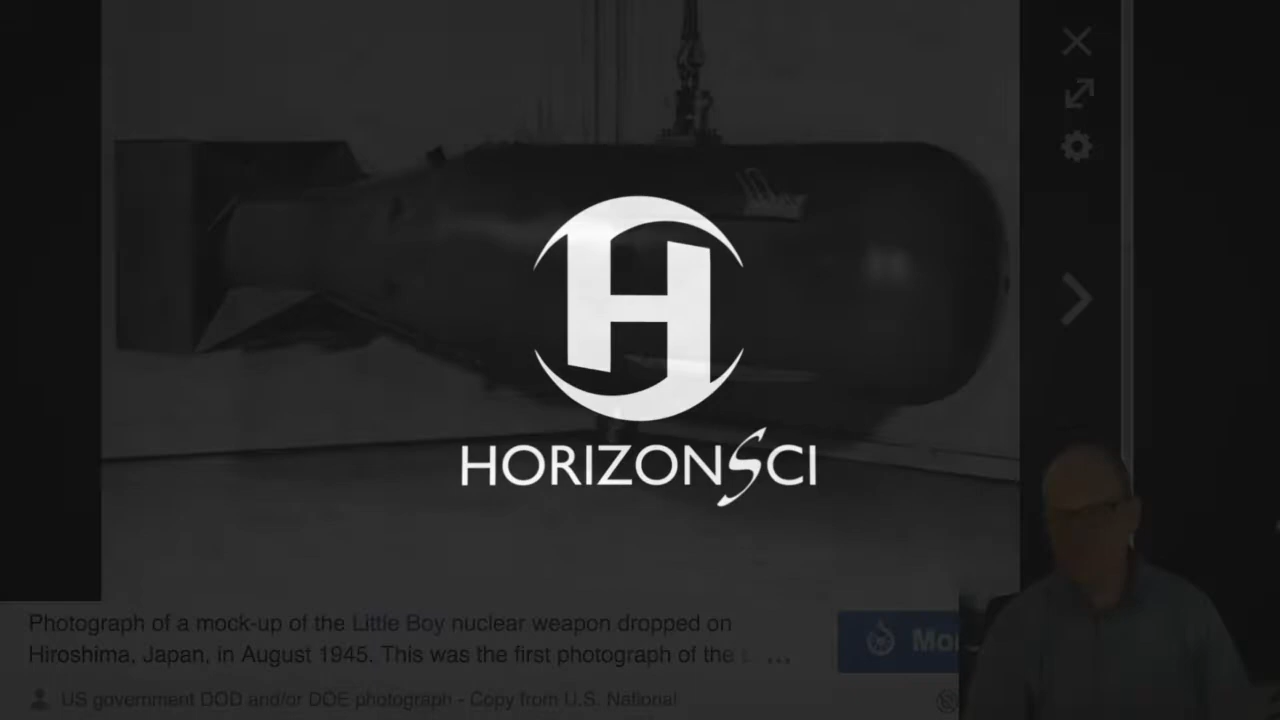 H
HORIZONSCI
Photograph of a mock-up of the Little Boy nuclear weapon dropped on
Hiroshima, Japan, in August 1945. This was the first photograph of the ...
Mor
US government DOD and/or DOE photograph - Copy from U.S. National